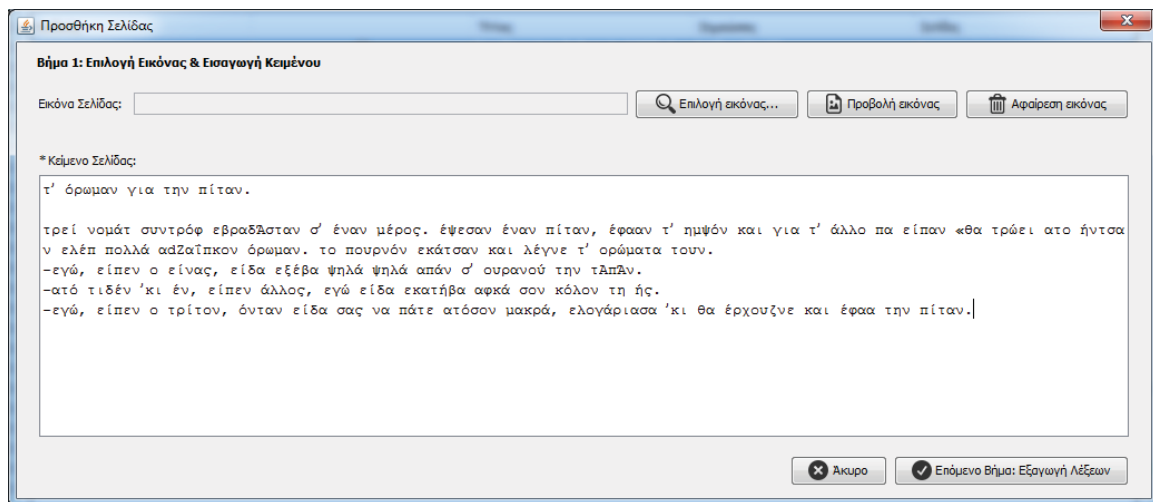 Προσθήκη Σελίδας
Βήμα 1: Επιλογή Εικόνας & Εισαγωγή Κειμένου
Εικόνα Σελίδας:
Επιλογή εικόνας...
Προβολή εικόνας
Αφαίρεση εικόνας
* Κείμενο Σελίδας:
τ' όρωμαν για την πίταν.
τρεί νομάτ συντρόφ εβραδΆσταν σ' έναν μέρος. έψεσαν έναν πίταν, έφααν τ' ημψόν και για τ' άλλο πα είπαν «θα τρώει ατο ήντσα
ν ελέπ πολλά αdZαΐπκον όρωμαν. το πουρνόν εκάτσαν και λέγνε τ' ορώματα τουν.
-εγώ, είπεν ο είνας, είδα εξέβα ψηλά ψηλά απάν σ' ουρανού την τΑπΆν.
-ατό τιδέν 'κι έν, είπεν άλλος, εγώ είδα εκατήβα αφκά σον κόλον τη ής.
-εγώ, είπεν ο τρίτον, όνταν είδα σας να πάτε ατόσον μακρά, ελογάριασα 'κι θα έρχουζνε και έφαα την πίταν.
Άκυρο
Επόμενο Βήμα: Εξαγωγή Λέξεων